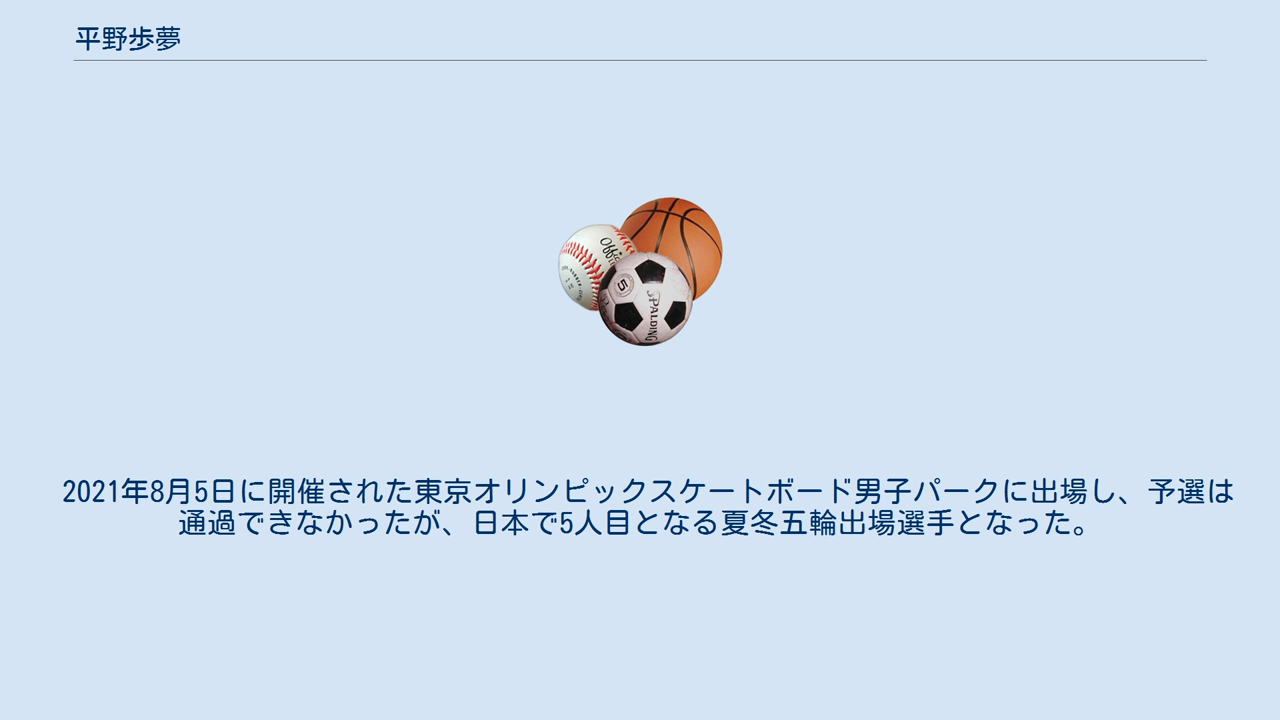 平野歩夢
Offic
5
SPALDING
2021年8月5日に開催された東京オリンピックスケートボード男子パークに出場し、予選は
通過できなかったが、日本で5人目となる夏冬五輪出場選手となった。